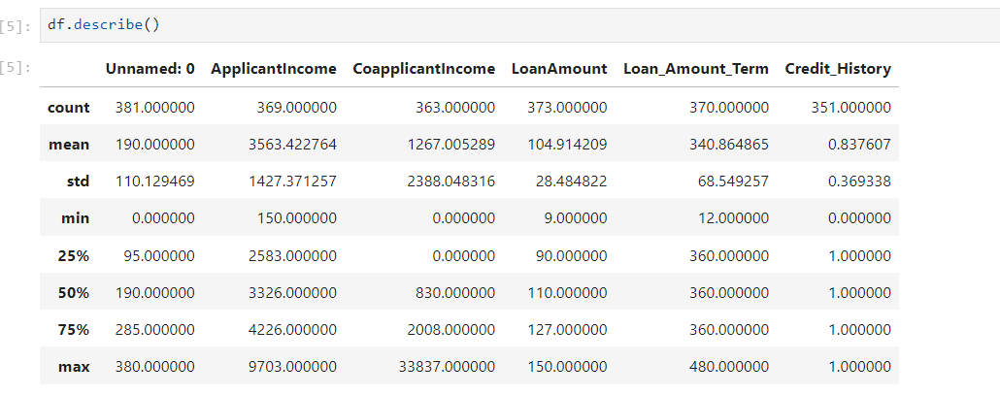 [5]: df.describe()
[5]: Unnamed: 0 ApplicantIncome CoapplicantIncome LoanAmount Loan_Amount_Term Credit_History
count 381.000000 369.000000 363.000000 373.000000 370.000000 351.000000
mean 190.000000 3563.422764 1267.005289 104.914209 340.864865 0.837607
std 110.129469 1427.371257 2388.048316 28.484822 68.549257 0.369338
min 0.000000 150.000000 0.000000 9.000000 12.000000 0.000000
25% 95.000000 2583.000000 0.000000 90.000000 360.000000 1.000000
50% 190.000000 3326.000000 830.000000 110.000000 360.000000 1.000000
75% 285.000000 4226.000000 2008.000000 127.000000 360.000000 1.000000
max 380.000000 9703.000000 33837.000000 150.000000 480.000000 1.000000